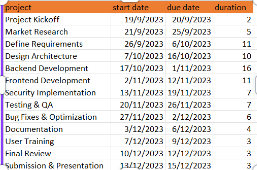 project start date due date duration
Project Kickoff 19/9/2023 20/9/2023 2
Market Research 21/9/2023 25/9/2023 5
Define Requirements 26/9/2023 6/10/2023 11
Design Architecture 7/10/2023 16/10/2023 10
Backend Development 17/10/2023 1/11/2023 16
Frontend Development 2/11/2023 12/11/2023 11
Security Implementation 13/11/2023 19/11/2023 7
Testing & QA 20/11/2023 26/11/2023 7
Bug Fixes & Optimization 27/11/2023 2/12/2023 6
Documentation 3/12/2023 6/12/2023 4
User Training 7/12/2023 9/12/2023 3
Final Review 10/12/2023 12/12/2023 3
Submission & Presentation 13/12/2023 15/12/2023 3